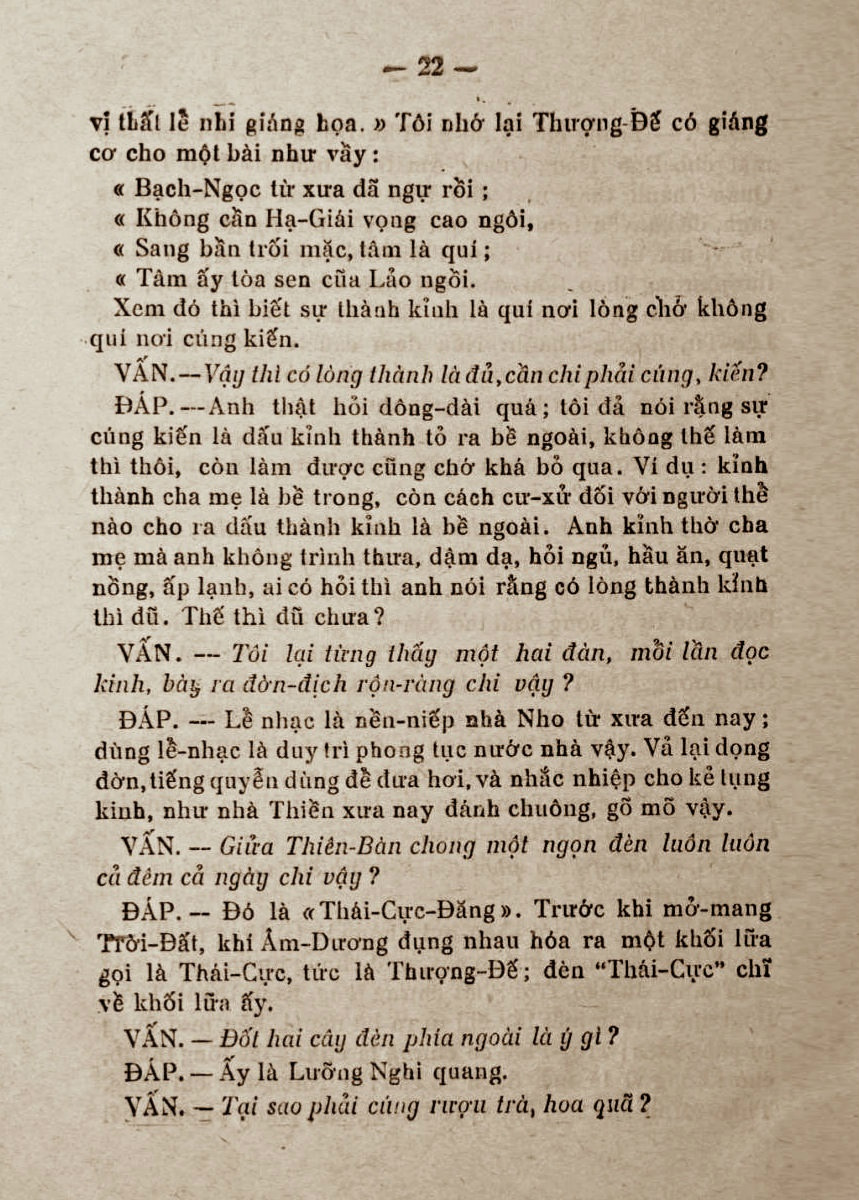 — 22 —
vị thất lễ nhi giáng họa. » Tôi nhớ lại Thượng-Đế có giáng
cơ cho một bài như vầy :
« Bạch-Ngọc từ xưa dã ngự rồi ;
« Không cần Hạ-Giái vọng cao ngôi,
« Sang bần trối mặc, tâm là quí ;
« Tâm ấy tòa sen cũa Lảo ngồi.
Xem đó thì biết sự thành kỉnh là quí nơi lòng chớ không
quí nơi cúng kiến.
VẤN.—Vậy thì có lòng thành là đủ, cần chi phải cúng, kiến?
ĐÁP.—Anh thật hỏi dông-dài quá ; tôi đả nói rằng sự
cúng kiến là dấu kỉnh thành tỏ ra bề ngoài, không thế làm
thì thôi, còn làm được cũng chớ khá bỏ qua. Ví dụ : kỉnh
thành cha mẹ là bề trong, còn cách cư-xử đối với người thể
nào cho ra dấu thành kỉnh là bề ngoài. Anh kỉnh thờ cha
mẹ mà anh không trình thưa, dậm dạ, hỏi ngủ, hầu ăn, quạt
nồng, ấp lạnh, ai có hỏi thì anh nói rằng có lòng thành kỉnh
thì dũ. Thế thì dũ chưa ?
VẤN. — Tôi lại từng thấy một hai đàn, mỗi lần đọc
kinh, bày ra đờn-địch rộn-ràng chi vậy ?
ĐÁP. — Lễ nhạc là nền-niếp nhà Nho từ xưa đến nay ;
dùng lễ-nhạc là duy trì phong tục nước nhà vậy. Vả lại dọng
đờn, tiếng quyễn dùng để đưa hơi, và nhắc nhiệp cho kẻ tụng
kinh, như nhà Thiền xưa nay đánh chuông, gõ mõ vậy.
VẤN. — Giữa Thiên-Bàn chong một ngọn đèn luôn luôn
cả đêm cả ngày chi vậy ?
ĐÁP. — Đó là «Thái-Cực-Đăng». Trước khi mở-mang
Trời-Đất, khí Âm-Dương đụng nhau hóa ra một khối lữa
gọi là Thái-Cực, tức là Thượng-Đế ; đèn “Thái-Cực” chỉ
về khối lữa ấy.
VẤN. — Đốt hai cây đèn phía ngoài là ý gì ?
ĐÁP. — Ấy là Lưỡng Nghi quang.
VẤN. — Tại sao phải cúng rượu trà, hoa quã ?